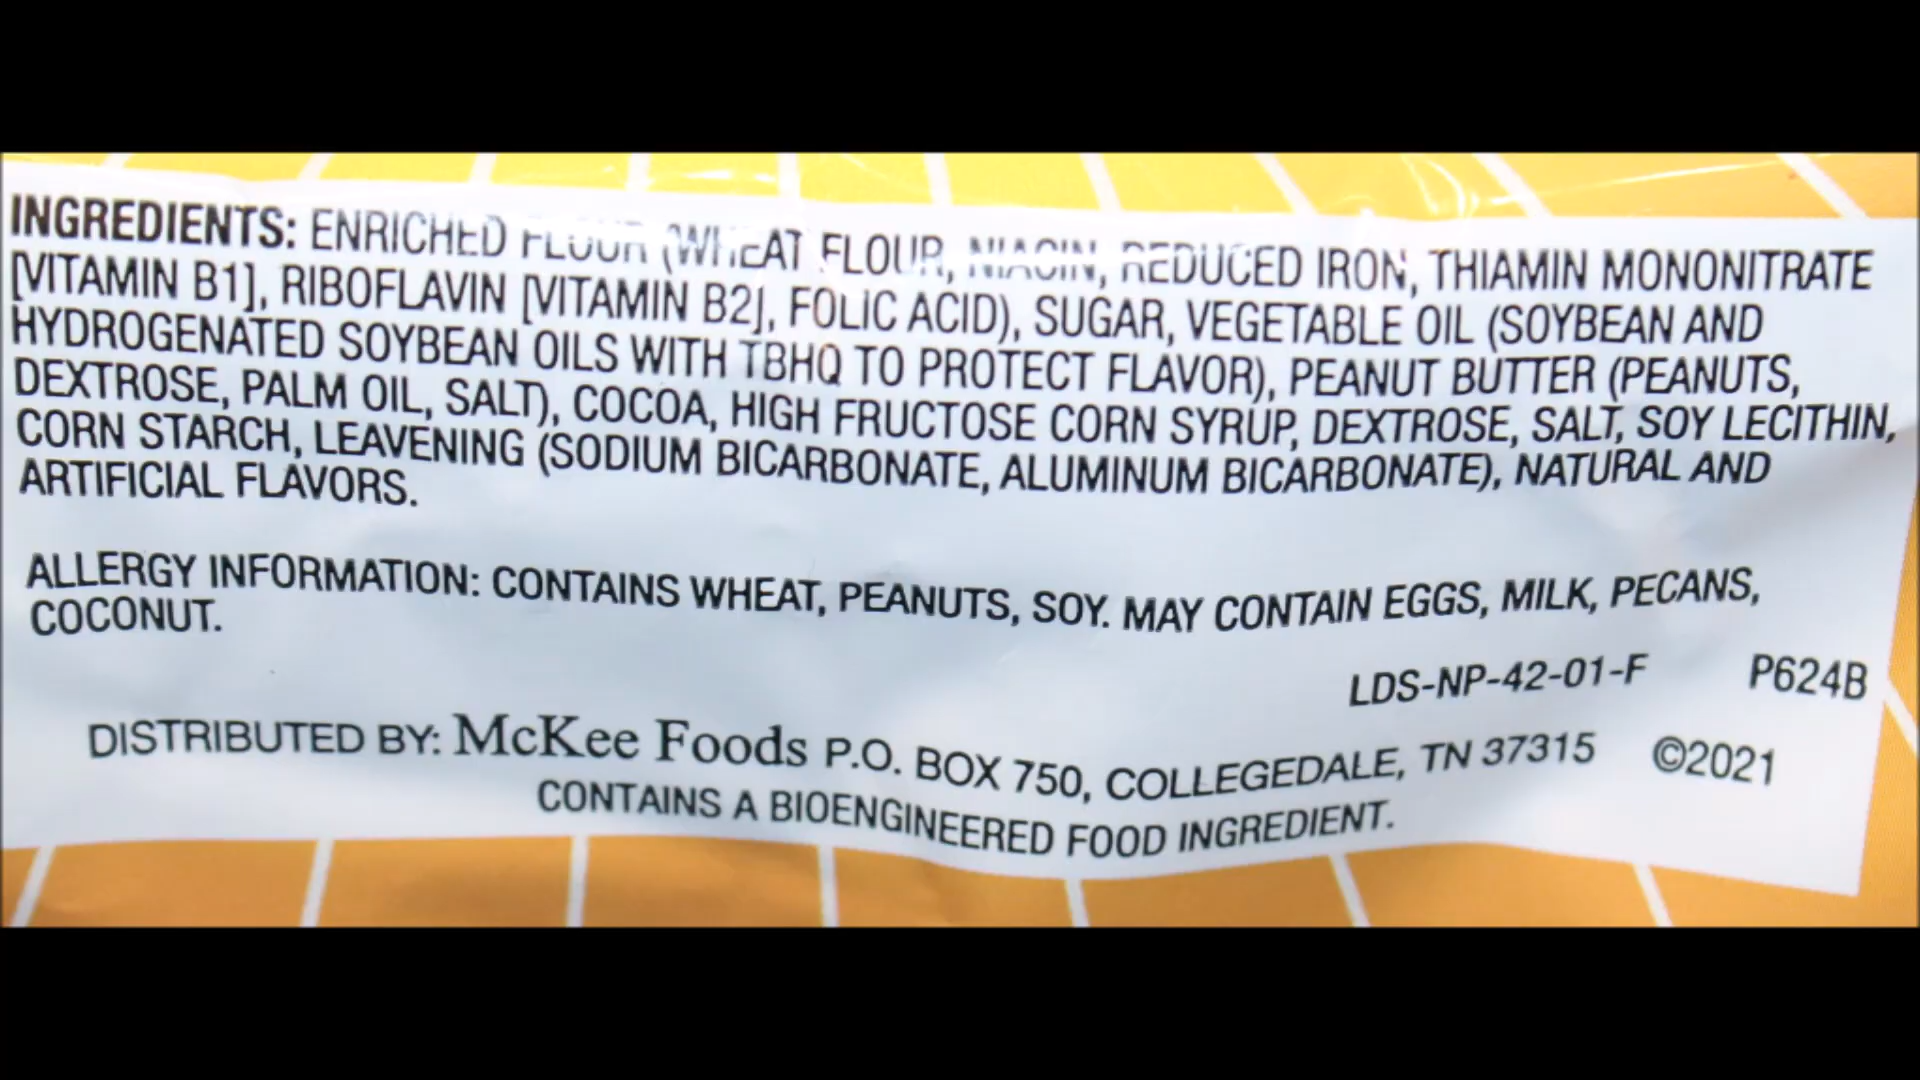 INGREDIENTS: ENRICHED FLOUR (WHEAT FLOUR, NIACIN, REDUCED IRON, THIAMIN MONONITRATE
[VITAMIN B1], RIBOFLAVIN [VITAMIN B2], FOLIC ACID), SUGAR, VEGETABLE OIL (SOYBEAN AND
HYDROGENATED SOYBEAN OILS WITH TBHQ TO PROTECT FLAVOR), PEANUT BUTTER (PEANUTS,
DEXTROSE, PALM OIL, SALT), COCOA, HIGH FRUCTOSE CORN SYRUP, DEXTROSE, SALT, SOY LECITHIN,
CORN STARCH, LEAVENING (SODIUM BICARBONATE, ALUMINUM BICARBONATE), NATURAL AND
ARTIFICIAL FLAVORS.
ALLERGY INFORMATION: CONTAINS WHEAT, PEANUTS, SOY. MAY CONTAIN EGGS, MILK, PECANS,
COCONUT.
LDS-NP-42-01-F P624B
DISTRIBUTED BY: McKee Foods P.O. BOX 750, COLLEGEDALE, TN 37315 ©2021
CONTAINS A BIOENGINEERED FOOD INGREDIENT.